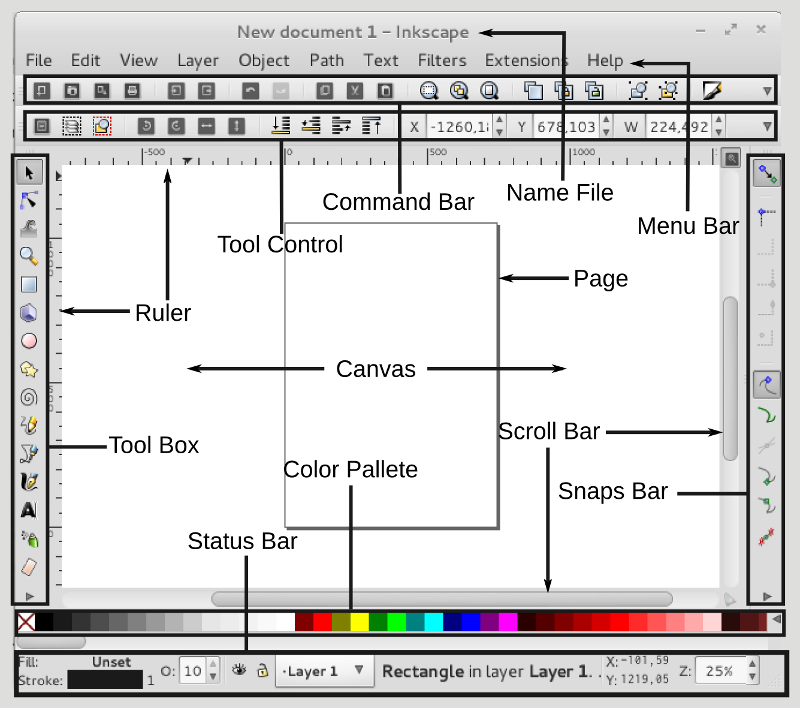 New document 1 – Inkscape
File Edit View Layer Object Path Text Filters Extensions Help
X -1260,1 Y 678,103 W 224,492
-500 0 500 1000
Command Bar
Name File
Menu Bar
Tool Control
Page
Ruler
Canvas
Scroll Bar
Tool Box
Color Pallete
Snaps Bar
Status Bar
Fill: Unset
Stroke: 1
O: 10
·Layer 1
Rectangle in layer Layer 1. .
X: -101,59
Y: 1219,05
Z: 25%